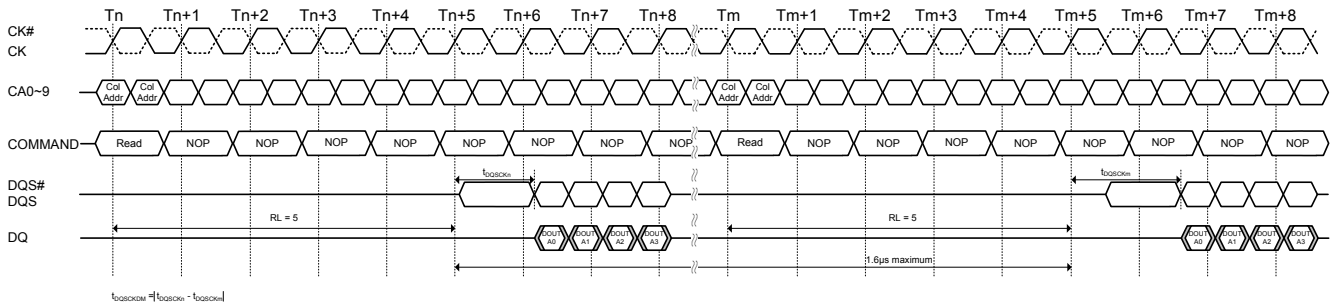 Tn Tn+1 Tn+2 Tn+3 Tn+4 Tn+5 Tn+6 Tn+7 Tn+8 Tm Tm+1 Tm+2 Tm+3 Tm+4 Tm+5 Tm+6 Tm+7 Tm+8
CK#
CK
CA0~9 Col Addr Col Addr Col Addr Col Addr
COMMAND Read NOP NOP NOP NOP NOP NOP NOP NOP Read NOP NOP NOP NOP NOP NOP NOP NOP
tDQSCKn tDQSCKm
DQS#
DQS
RL = 5 RL = 5
DQ DOUT A0 DOUT A1 DOUT A2 DOUT A3 DOUT A0 DOUT A1 DOUT A2 DOUT A3
1.6µs maximum
tDQSCKDM =|tDQSCKn - tDQSCKm|